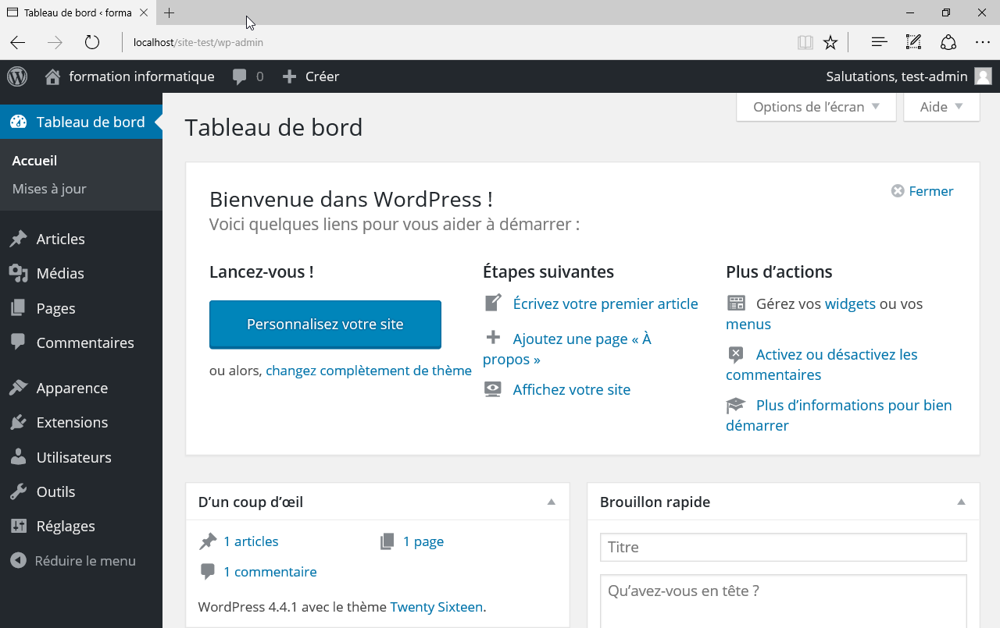 Tableau de bord ‹ forma
localhost/site-test/wp-admin
formation informatique 0 Créer Salutations, test-admin
Tableau de bord
Accueil
Mises à jour
Articles
Médias
Pages
Commentaires
Apparence
Extensions
Utilisateurs
Outils
Réglages
Réduire le menu
Options de l’écran Aide
Tableau de bord
Bienvenue dans WordPress !
Fermer
Voici quelques liens pour vous aider à démarrer :
Lancez-vous !
Personnalisez votre site
ou alors, changez complètement de thème
Étapes suivantes
Écrivez votre premier article
Ajoutez une page « À
propos »
Affichez votre site
Plus d’actions
Gérez vos widgets ou vos
menus
Activez ou désactivez les
commentaires
Plus d’informations pour bien
démarrer
D’un coup d’œil
1 articles 1 page
1 commentaire
WordPress 4.4.1 avec le thème Twenty Sixteen.
Brouillon rapide
Titre
Qu’avez-vous en tête ?